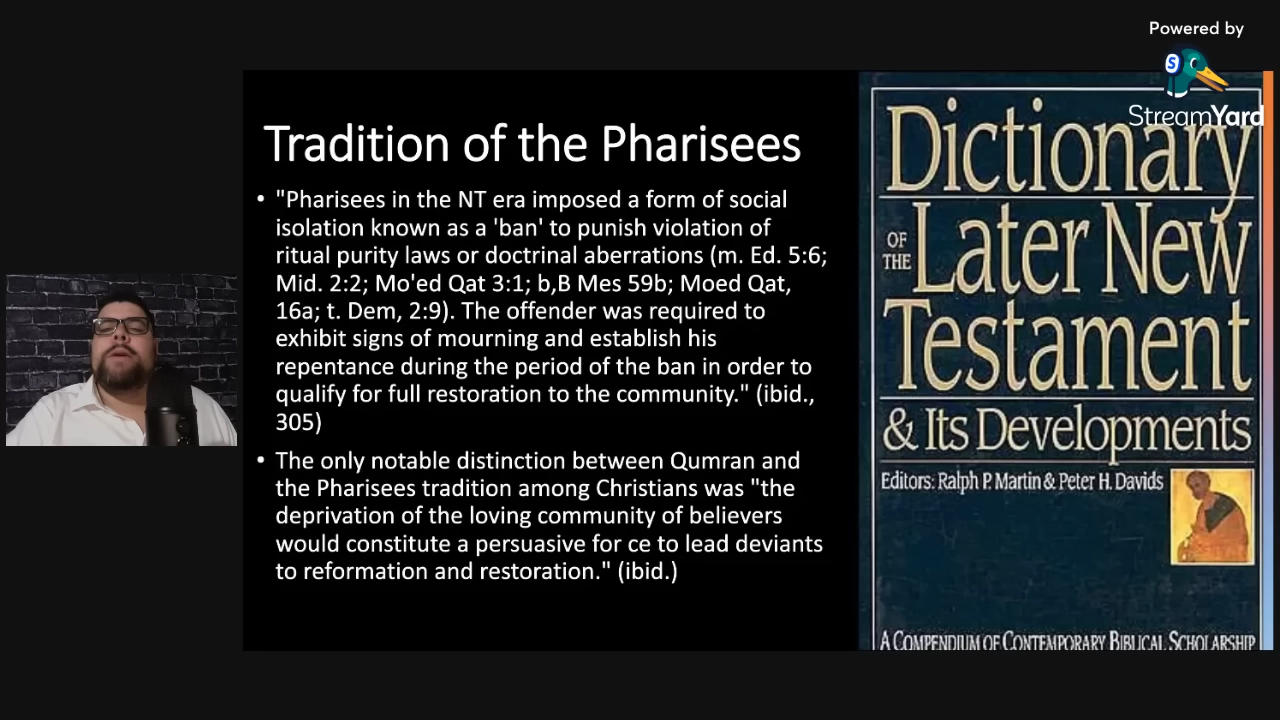 Powered by
S
StreamYard
Tradition of the Pharisees
• "Pharisees in the NT era imposed a form of social
isolation known as a 'ban' to punish violation of
ritual purity laws or doctrinal aberrations (m. Ed. 5:6;
Mid. 2:2; Mo'ed Qat 3:1; b,B Mes 59b; Moed Qat,
16a; t. Dem, 2:9). The offender was required to
exhibit signs of mourning and establish his
repentance during the period of the ban in order to
qualify for full restoration to the community." (ibid.,
305)
• The only notable distinction between Qumran and
the Pharisees tradition among Christians was "the
deprivation of the loving community of believers
would constitute a persuasive for ce to lead deviants
to reformation and restoration." (ibid.)
Dictionary
OF THE Later New
Testament
& Its Developments
Editors: Ralph P. Martin & Peter H. Davids
A COMPENDIUM OF CONTEMPORARY BIBLICAL SCHOLARSHIP